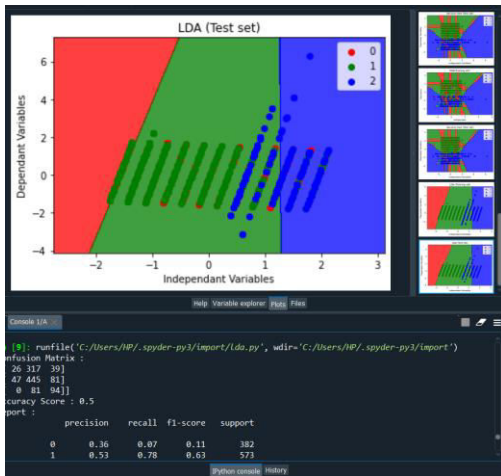 LDA (Test set)
0
1
2
Dependant Variables
6
4
2
0
−2
−4
−2
−1
0
1
2
3
Independent Variables
Help Variable explorer Plots Files
Console 1/A
[9]: runfile('C:/Users/HP/.spyder-py3/import/lda.py', wdir='C:/Users/HP/.spyder-py3/import')
onfusion Matrix :
26 317 39]
47 445 81]
0 81 94]]
ccuracy Score : 0.5
eport :
precision recall f1-score support
0 0.36 0.07 0.11 382
1 0.53 0.78 0.63 573
IPython console History